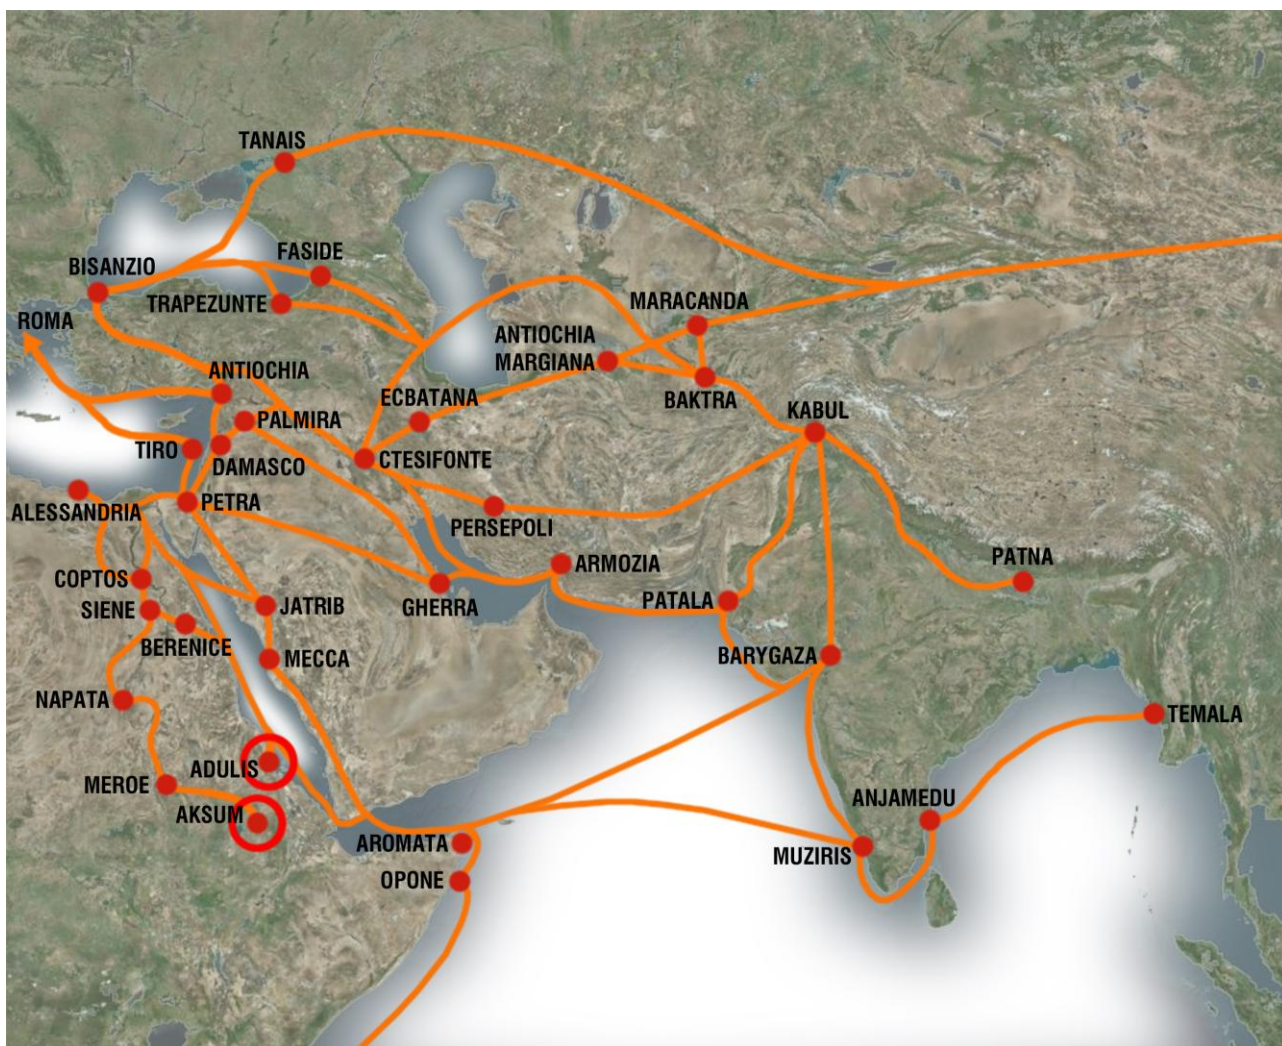 TANAIS
FASIDE
BISANZIO
TRAPEZUNTE
ROMA
MARACANDA
ANTIOCHIA
MARGIANA
ANTIOCHIA
ECBATANA
BAKTRA
PALMIRA
KABUL
TIRO
DAMASCO
CTESIFONTE
ALESSANDRIA
PETRA
PERSEPOLI
PATNA
ARMOZIA
COPTOS
GHERRA
PATALA
SIENE
JATRIB
BERENICE
MECCA
BARYGAZA
NAPATA
TEMALA
ADULIS
MEROE
ANJAMEDU
AKSUM
AROMATA
MUZIRIS
OPONE